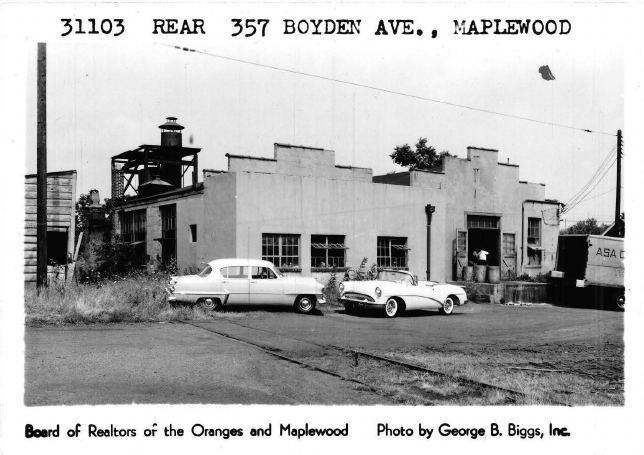 31103 REAR 357 BOYDEN AVE., MAPLEWOOD
ASA
Board of Realtors of the Oranges and Maplewood Photo by George B. Biggs, Inc.